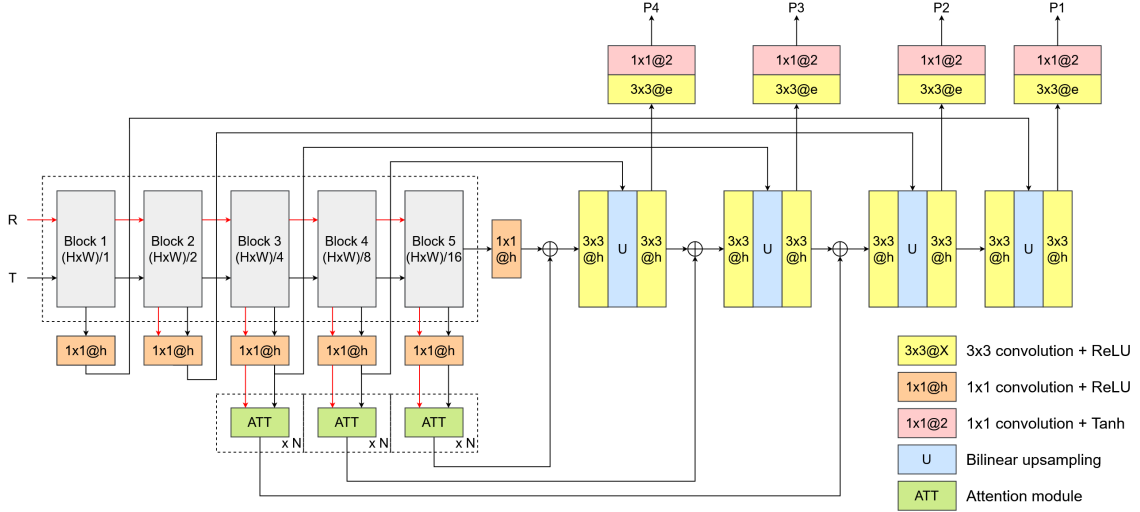 P4
P3
P2
P1
1x1@2
1x1@2
1x1@2
1x1@2
3x3@e
3x3@e
3x3@e
3x3@e
R
T
Block 1
(HxW)/1
Block 2
(HxW)/2
Block 3
(HxW)/4
Block 4
(HxW)/8
Block 5
(HxW)/16
1x1
@h
3x3
@h
U
3x3
@h
3x3
@h
U
3x3
@h
3x3
@h
U
3x3
@h
3x3
@h
U
3x3
@h
1x1@h
1x1@h
1x1@h
1x1@h
1x1@h
ATT
x N
ATT
x N
ATT
x N
3x3@X 3x3 convolution + ReLU
1x1@h 1x1 convolution + ReLU
1x1@2 1x1 convolution + Tanh
U Bilinear upsampling
ATT Attention module